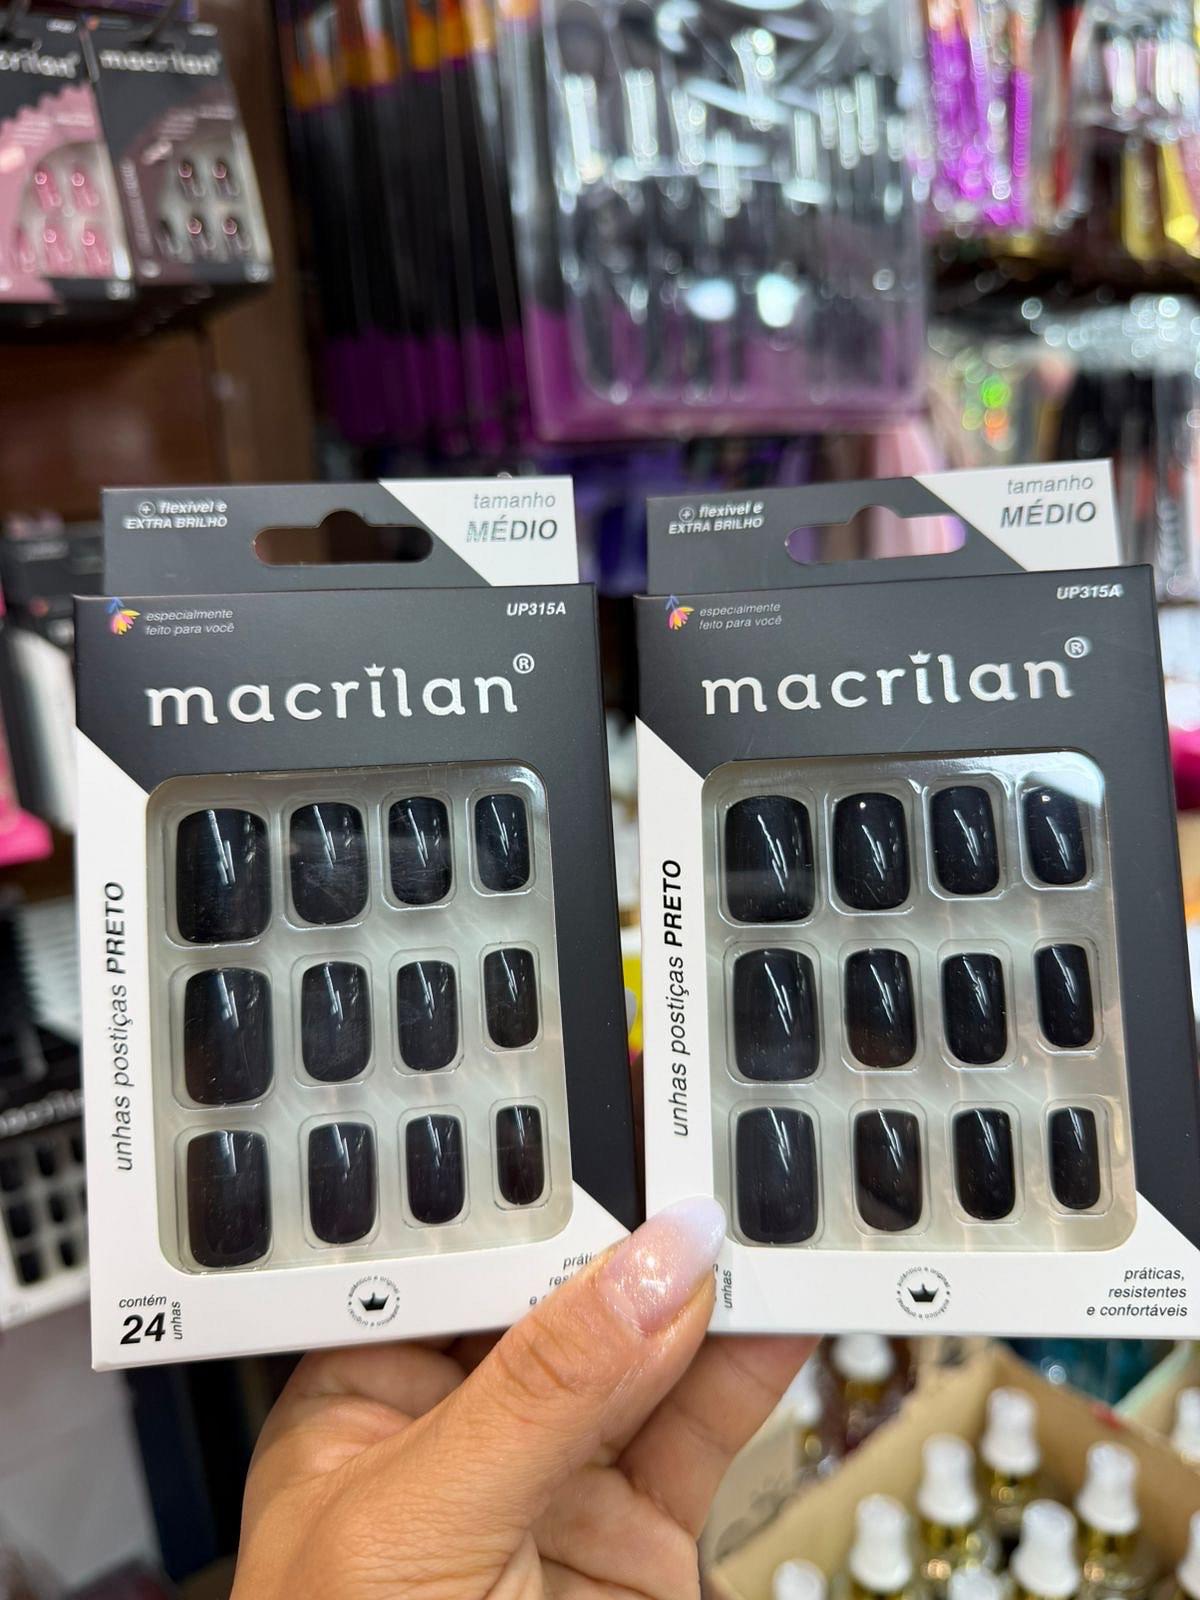 macrilan
+ flexível e
EXTRA BRILHO
tamanho
MÉDIO
especialmente
feito para você
UP315A
macrilan®
unhas postiças PRETO
contém
24
unhas
+ flexível e
EXTRA BRILHO
tamanho
MÉDIO
especialmente
feito para você
UP315A
macrilan®
unhas postiças PRETO
unhas
práticas,
resistentes
e confortáveis